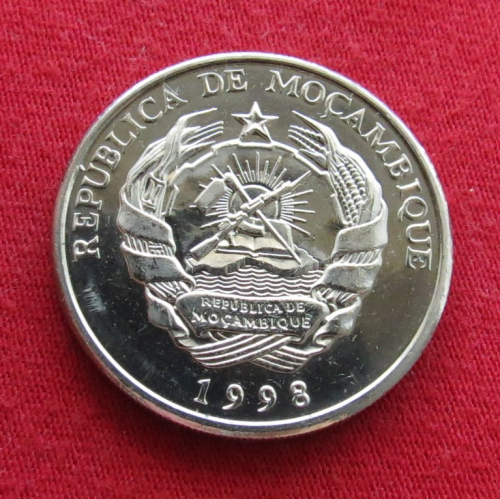 REPÚBLICA DE MOÇAMBIQUE
REPÚBLICA DE
MOÇAMBIQUE
1998